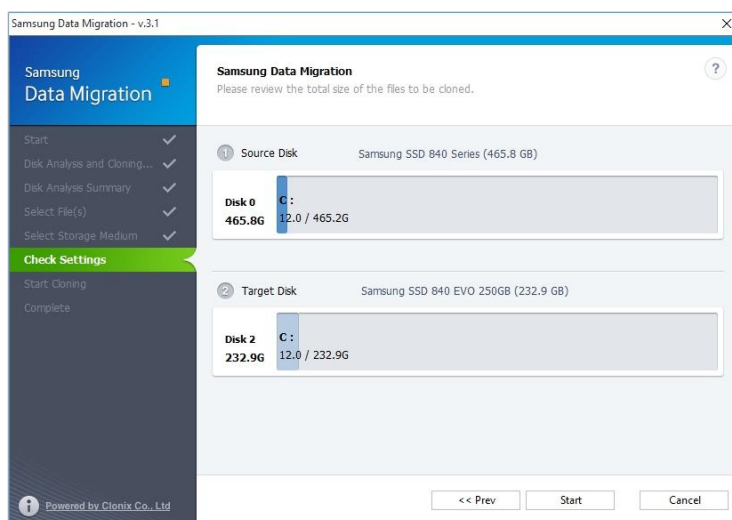 Samsung Data Migration - v.3.1
Samsung
Data Migration
Samsung Data Migration
Please review the total size of the files to be cloned.
?
Start
Disk Analysis and Cloning...
Disk Analysis Summary
Select File(s)
Select Storage Medium
Check Settings
Start Cloning
Complete
1 Source Disk Samsung SSD 840 Series (465.8 GB)
Disk 0
465.8G
C :
12.0 / 465.2G
2 Target Disk Samsung SSD 840 EVO 250GB (232.9 GB)
Disk 2
232.9G
C :
12.0 / 232.9G
Powered by Clonix Co., Ltd
<< Prev Start Cancel